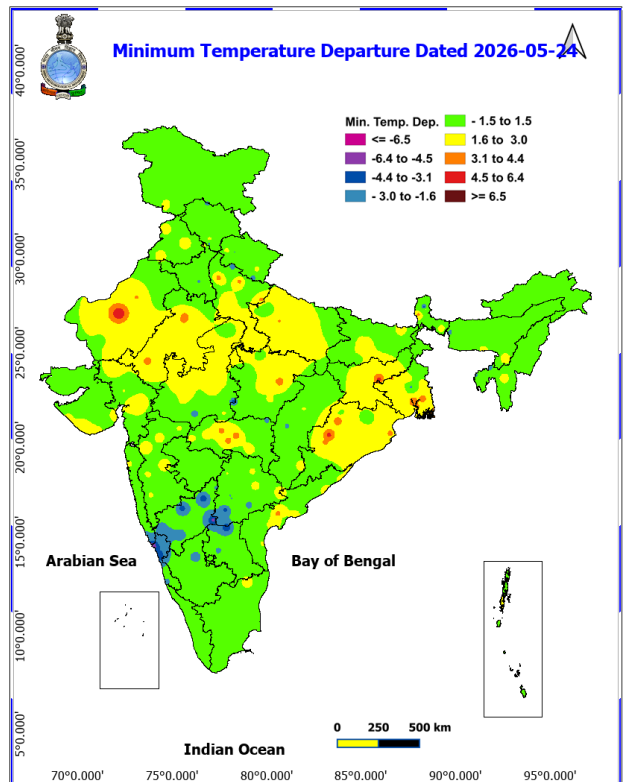 Minimum Temperature Departure Dated 2026-05-24
Min. Temp. Dep.
<= -6.5
-6.4 to -4.5
-4.4 to -3.1
- 3.0 to -1.6
- 1.5 to 1.5
1.6 to 3.0
3.1 to 4.4
4.5 to 6.4
>= 6.5
40°0.000'
35°0.000'
30°0.000'
25°0.000'
20°0.000'
15°0.000'
10°0.000'
5°0.000'
Arabian Sea
Bay of Bengal
Indian Ocean
0 250 500 km
70°0.000' 75°0.000' 80°0.000' 85°0.000' 90°0.000' 95°0.000'